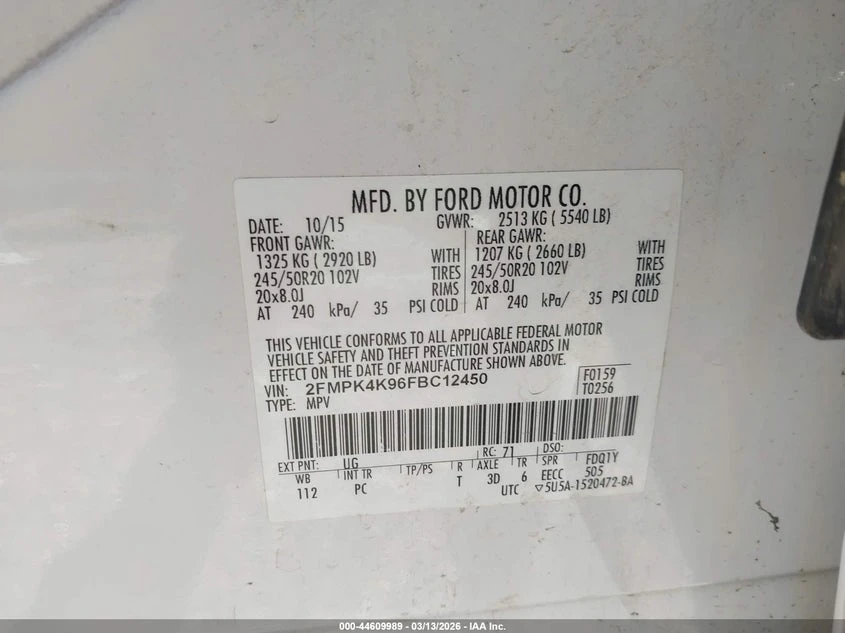 MFD. BY FORD MOTOR CO.
DATE: 10/15 GVWR: 2513 KG ( 5540 LB)
FRONT GAWR: REAR GAWR:
1325 KG ( 2920 LB) WITH 1207 KG ( 2660 LB) WITH
245/50R20 102V TIRES 245/50R20 102V TIRES
20x8.0J RIMS 20x8.0J RIMS
AT 240 kPa/ 35 PSI COLD AT 240 kPa/ 35 PSI COLD
THIS VEHICLE CONFORMS TO ALL APPLICABLE FEDERAL MOTOR
VEHICLE SAFETY AND THEFT PREVENTION STANDARDS IN
EFFECT ON THE DATE OF MANUFACTURE SHOWN ABOVE.
VIN: 2FMPK4K96FBC12450 F0159
TYPE: MPV T0256
EXT PNT: UG RC: 71 DSO:
WB INT TR TP/PS R AXLE TR SPR FDQ1Y
112 PC T 3D 6 EECC 505
UTC ▽5U5A-1520472-BA
000-44609989 - 03/13/2026 - IAA Inc.